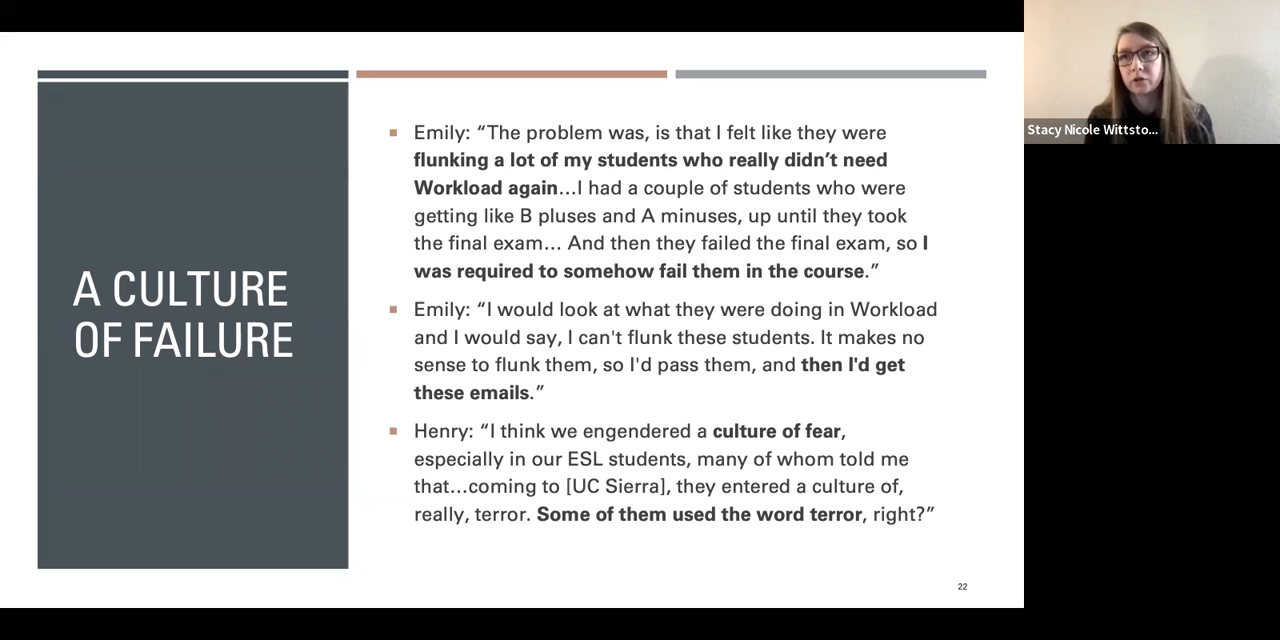 A CULTURE
OF FAILURE
Emily: “The problem was, is that I felt like they were
flunking a lot of my students who really didn’t need
Workload again…I had a couple of students who were
getting like B pluses and A minuses, up until they took
the final exam… And then they failed the final exam, so I
was required to somehow fail them in the course.”
Emily: “I would look at what they were doing in Workload
and I would say, I can't flunk these students. It makes no
sense to flunk them, so I'd pass them, and then I'd get
these emails.”
Henry: “I think we engendered a culture of fear,
especially in our ESL students, many of whom told me
that…coming to [UC Sierra], they entered a culture of,
really, terror. Some of them used the word terror, right?”
22
Stacy Nicole Wittsto...